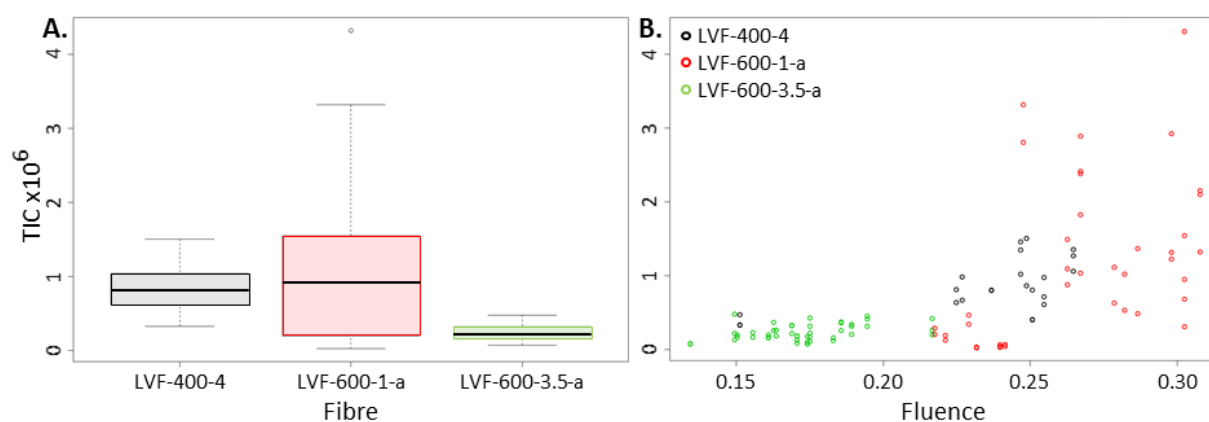 A.
4
3
2
1
0
TIC x10⁶
LVF-400-4
LVF-600-1-a
LVF-600-3.5-a
Fibre
B.
LVF-400-4
LVF-600-1-a
LVF-600-3.5-a
4
3
2
1
0
0.15
0.20
0.25
0.30
Fluence